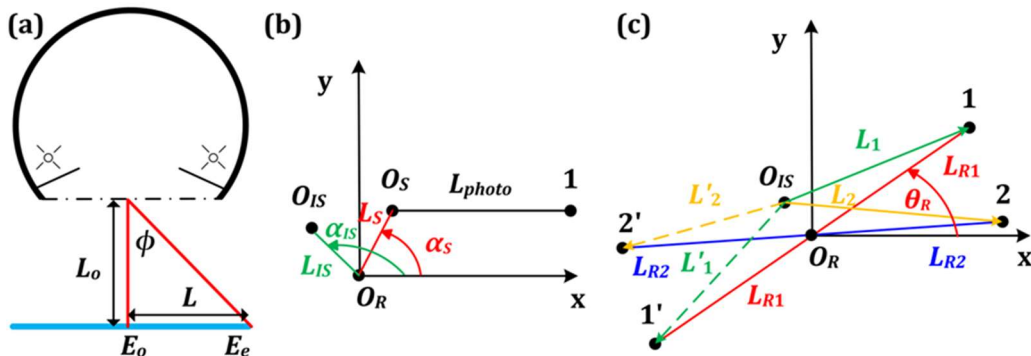 (a)
ϕ
L_o
L
E_o
E_e
(b)
y
O_IS
O_S
L_photo
1
L_S
α_IS
α_S
L_IS
O_R
x
(c)
y
1
L_1
O_IS
L_R1
L'_2
L_2
θ_R
2
2'
L_R2
L'_1
O_R
L_R2
x
L_R1
1'